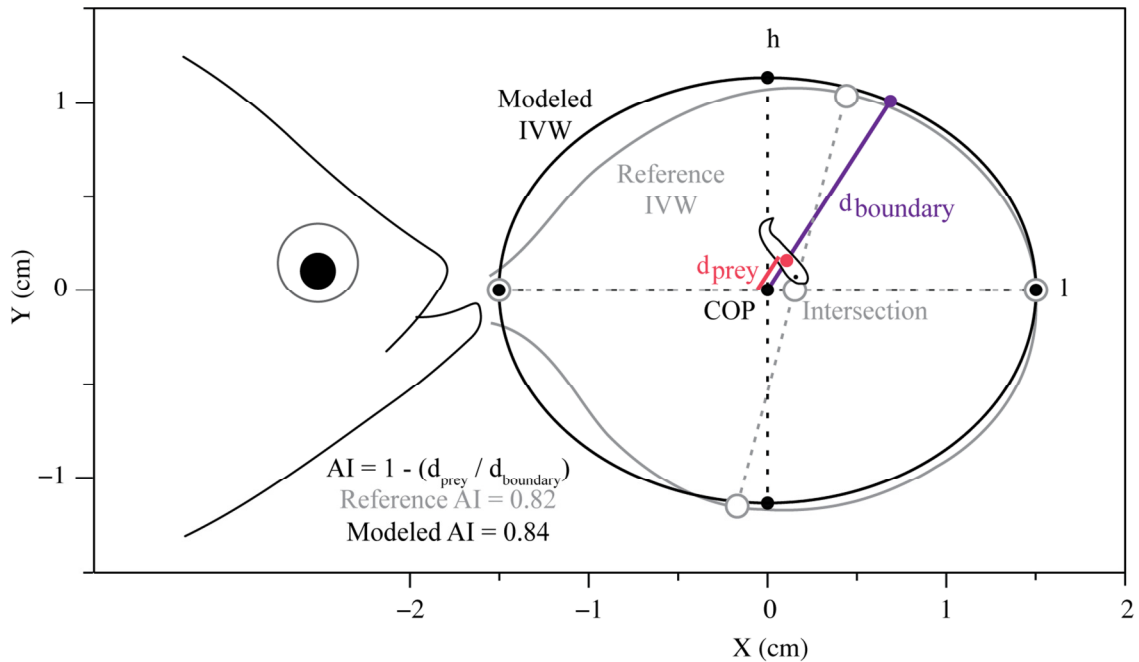 h
Modeled
IVW
Reference
IVW
d boundary
d prey
COP
Intersection
l
AI = 1 - (d prey / d boundary)
Reference AI = 0.82
Modeled AI = 0.84
Y (cm)
1
0
−1
−2
−1
0
1
2
X (cm)